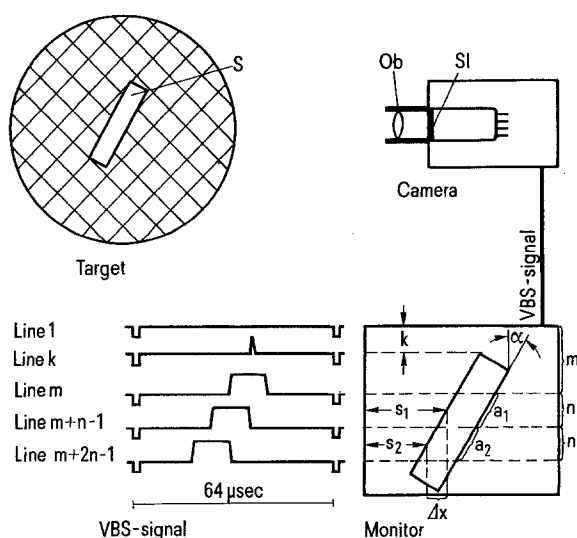 S
Target
Ob
Sl
Camera
VBS-signal
Line 1
Line k
Line m
Line m+n-1
Line m+2n-1
64 μsec
VBS-signal
k
α
m
s₁
a₁
n
s₂
a₂
n
Δx
Monitor